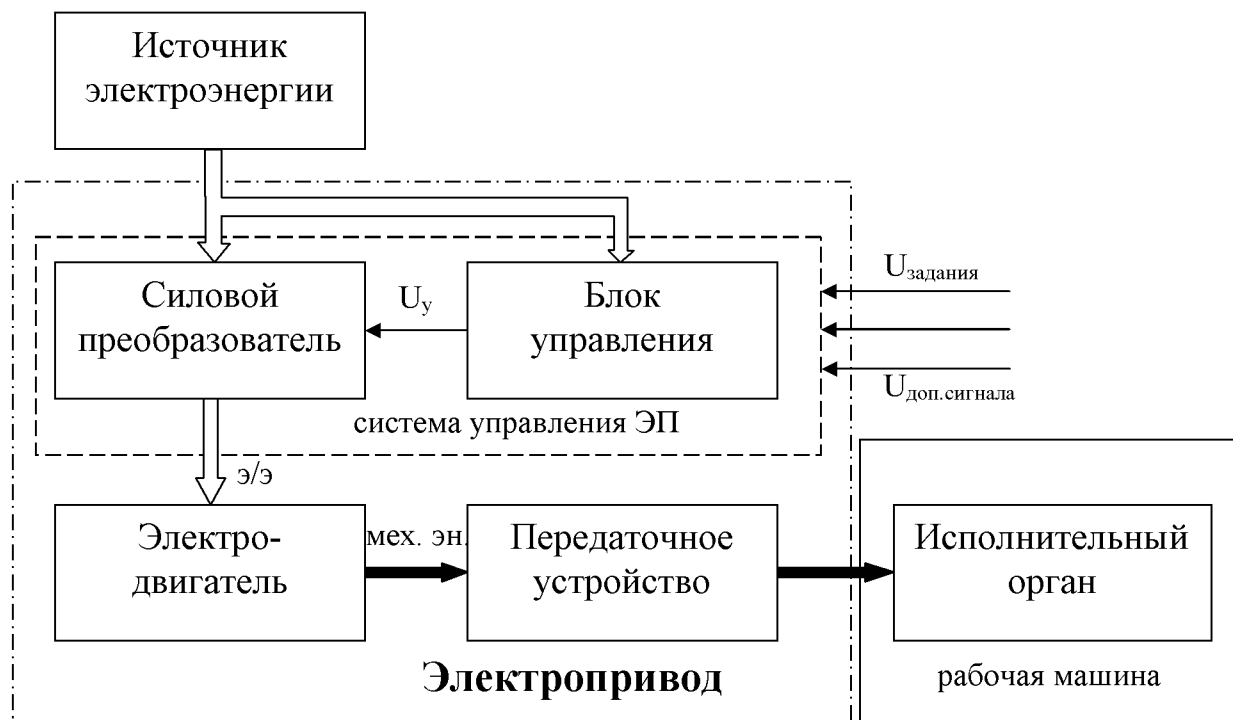 Источник
электроэнергии
Силовой
преобразователь
Uу
Блок
управления
Uзадания
Uдоп.сигнала
система управления ЭП
э/э
Электро-
двигатель
мех. эн.
Передаточное
устройство
Исполнительный
орган
Электропривод
рабочая машина